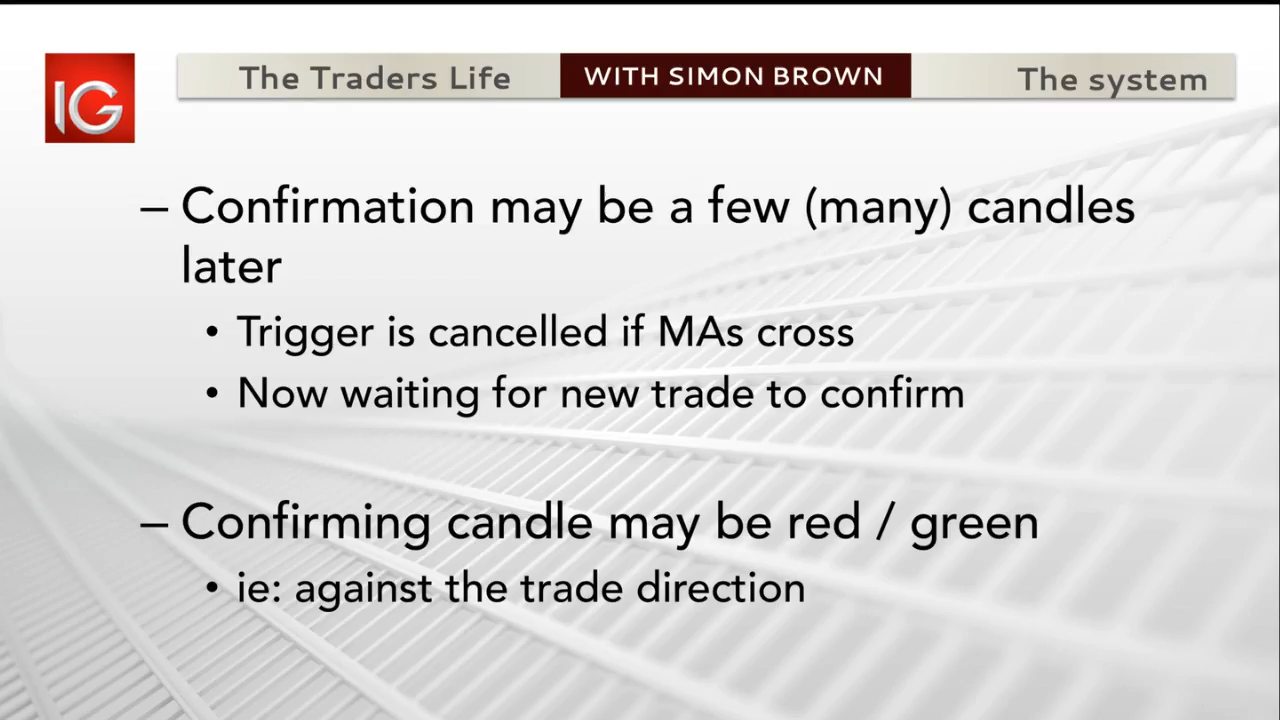 IG
The Traders Life
WITH SIMON BROWN
The system
– Confirmation may be a few (many) candles
later
• Trigger is cancelled if MAs cross
• Now waiting for new trade to confirm
– Confirming candle may be red / green
• ie: against the trade direction